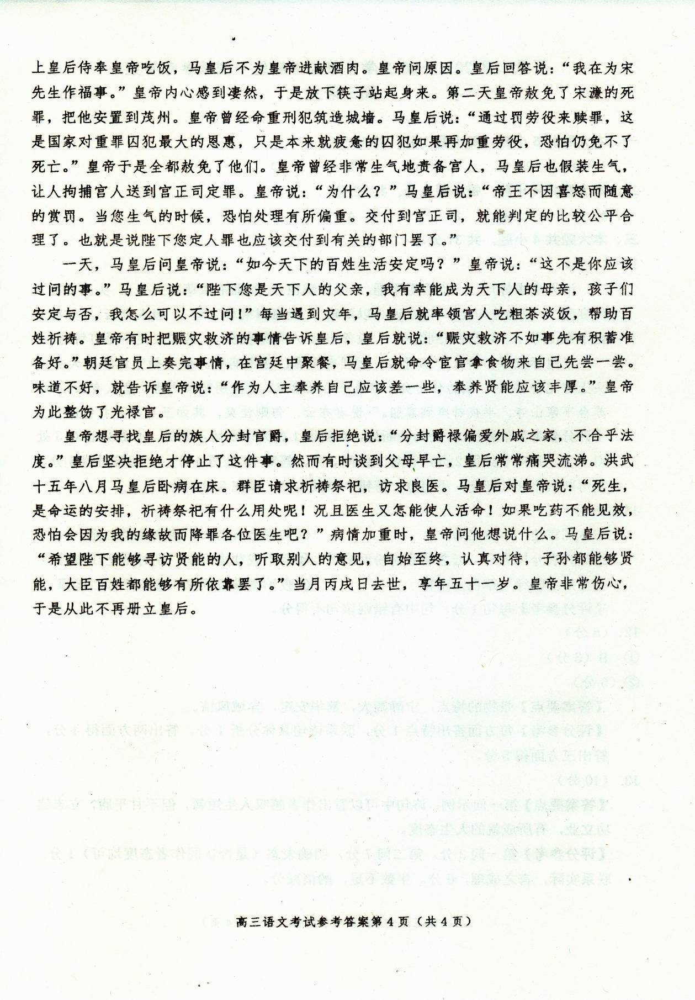 上皇后侍奉皇帝吃饭，马皇后不为皇帝进献酒肉。皇帝问原因。皇后回答说：“我在为宋
先生作福事。”皇帝内心感到凄然，于是放下筷子站起身来。第二天皇帝赦免了宋濂的死
罪，把他安置到茂州。皇帝曾经命重刑犯筑造城墙。马皇后说：“通过罚劳役来赎罪，这
是国家对重罪囚犯最大的恩惠，只是本来就疲惫的囚犯如果再加重劳役，恐怕仍免不了
死亡。”皇帝于是全都赦免了他们。皇帝曾经非常生气地责备宫人，马皇后也假装生气，
让人拘捕宫人送到宫正司定罪。皇帝说：“为什么？”马皇后说：“帝王不因喜怒而随意
的赏罚。当您生气的时候，恐怕处理有所偏重。交付到宫正司，就能判定的比较公平合
理了。也就是说陛下您定人罪也应该交付到有关的部门罢了。”
一天，马皇后问皇帝说：“如今天下的百姓生活安定吗？”皇帝说：“这不是你应该
过问的事。”马皇后说：“陛下您是天下人的父亲，我有幸能成为天下人的母亲，孩子们
安定与否，我怎么可以不过问！”每当遇到灾年，马皇后就率领宫人吃粗茶淡饭，帮助百
姓祈祷。皇帝有时把赈灾救济的事情告诉皇后，皇后就说：“赈灾救济不如事先有积蓄准
备好。”朝廷官员上奏完事情，在宫廷中聚餐，马皇后就命令宦官拿食物来自己先尝一尝。
味道不好，就告诉皇帝说：“作为人主奉养自己应该差一些，奉养贤能应该丰厚。”皇帝
为此整饬了光禄官。
皇帝想寻找皇后的族人分封官爵，皇后拒绝说：“分封爵禄偏爱外戚之家，不合乎法
度。”皇后坚决拒绝才停止了这件事。然而有时谈到父母早亡，皇后常常痛哭流涕。洪武
十五年八月马皇后卧病在床。群臣请求祈祷祭祀，访求良医。马皇后对皇帝说：“死生，
是命运的安排，祈祷祭祀有什么用处呢！况且医生又怎能使人活命！如果吃药不能见效，
恐怕会因为我的缘故而降罪各位医生吧？”病情加重时，皇帝问他想说什么。马皇后说：
“希望陛下能够寻访贤能的人，听取别人的意见，自始至终，认真对待，子孙都能够贤
能，大臣百姓都能够有所依靠罢了。”当月丙戌日去世，享年五十一岁。皇帝非常伤心，
于是从此不再册立皇后。
高三语文考试参考答案第4页（共4页）